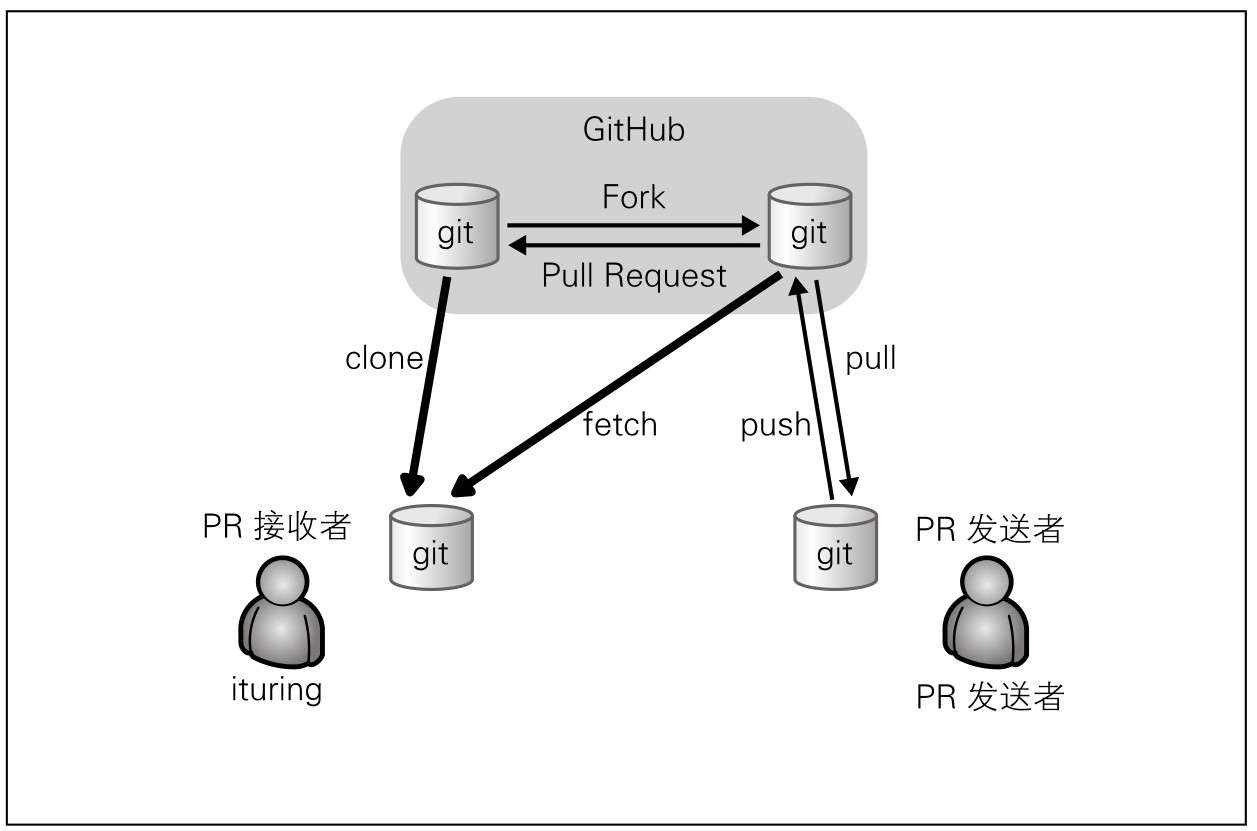 GitHub
Fork
git
git
Pull Request
clone
pull
fetch
push
PR 接收者
git
git
PR 发送者
ituring
PR 发送者